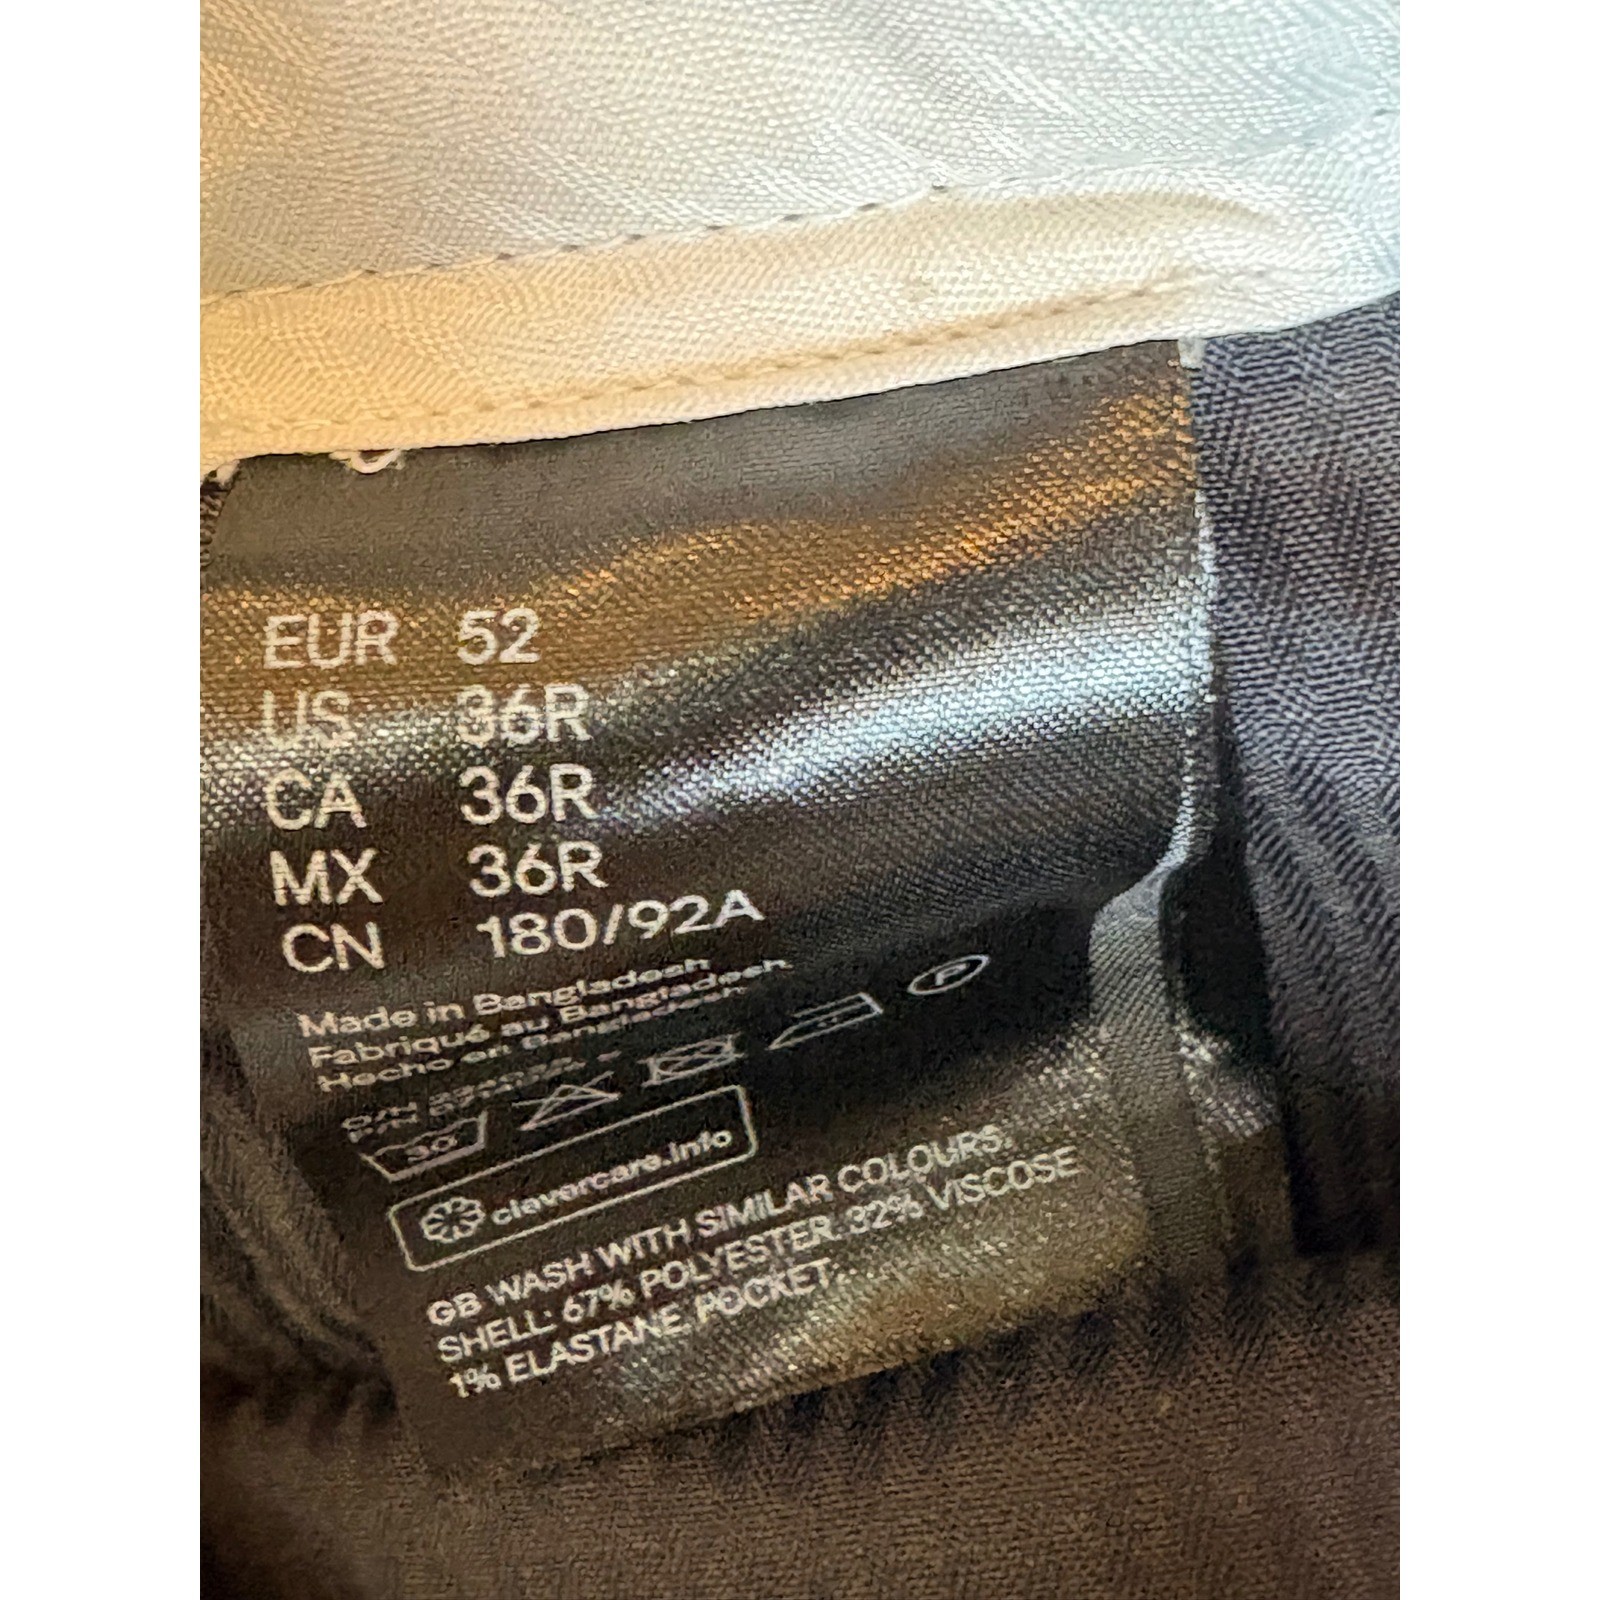 EUR 52
US 36R
CA 36R
MX 36R
CN 180/92A
Made in Bangladesh
Fabriqué au Bangladesh
Hecho en Bangladesh
P
30
clevercare.info
GB WASH WITH SIMILAR COLOURS.
SHELL: 67% POLYESTER. 32% VISCOSE
1% ELASTANE. POCKET: